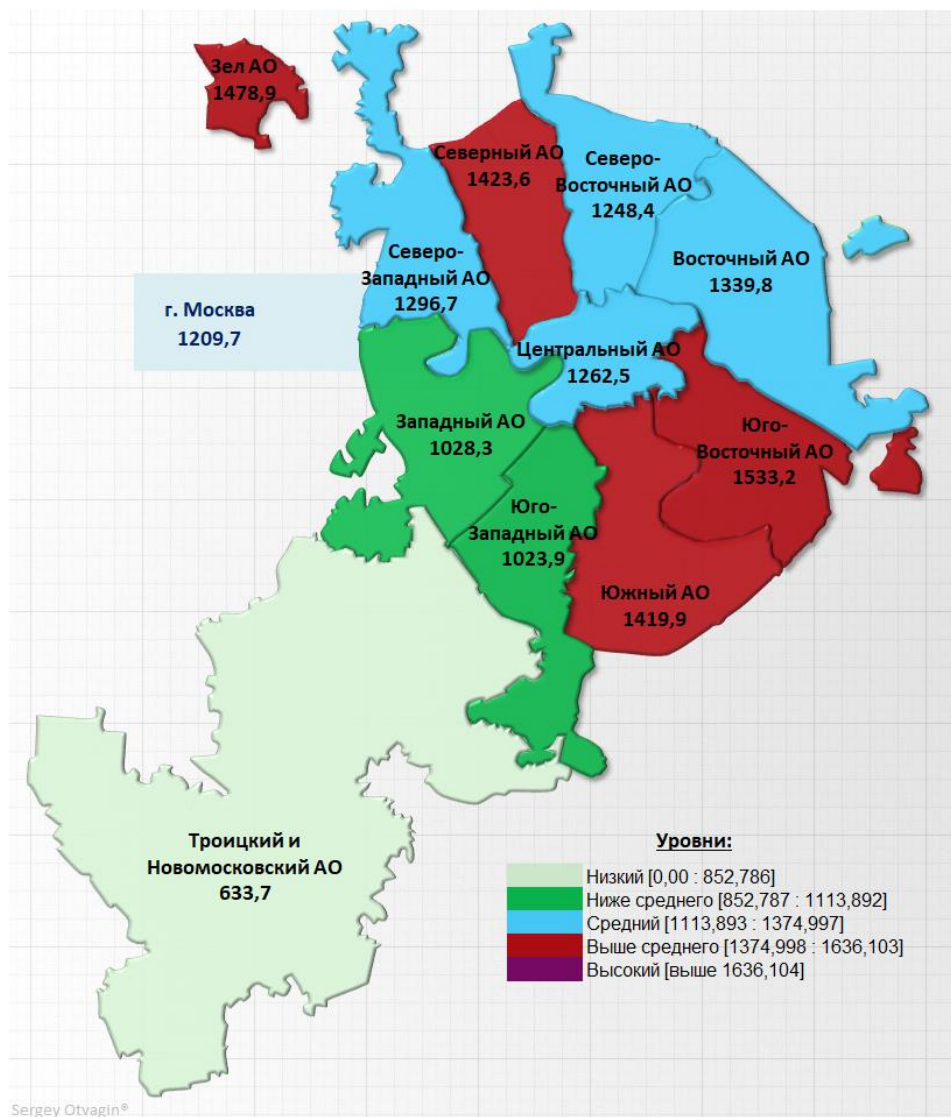 Зел АО
1478,9
Северный АО
1423,6
Северо-
Восточный АО
1248,4
Северо-
Западный АО
1296,7
Восточный АО
1339,8
г. Москва
1209,7
Центральный АО
1262,5
Западный АО
1028,3
Юго-
Восточный АО
1533,2
Юго-
Западный АО
1023,9
Южный АО
1419,9
Троицкий и
Новомосковский АО
633,7
Уровни:
Низкий [0,00 : 852,786]
Ниже среднего [852,787 : 1113,892]
Средний [1113,893 : 1374,997]
Выше среднего [1374,998 : 1636,103]
Высокий [выше 1636,104]
Sergey Otvagin®